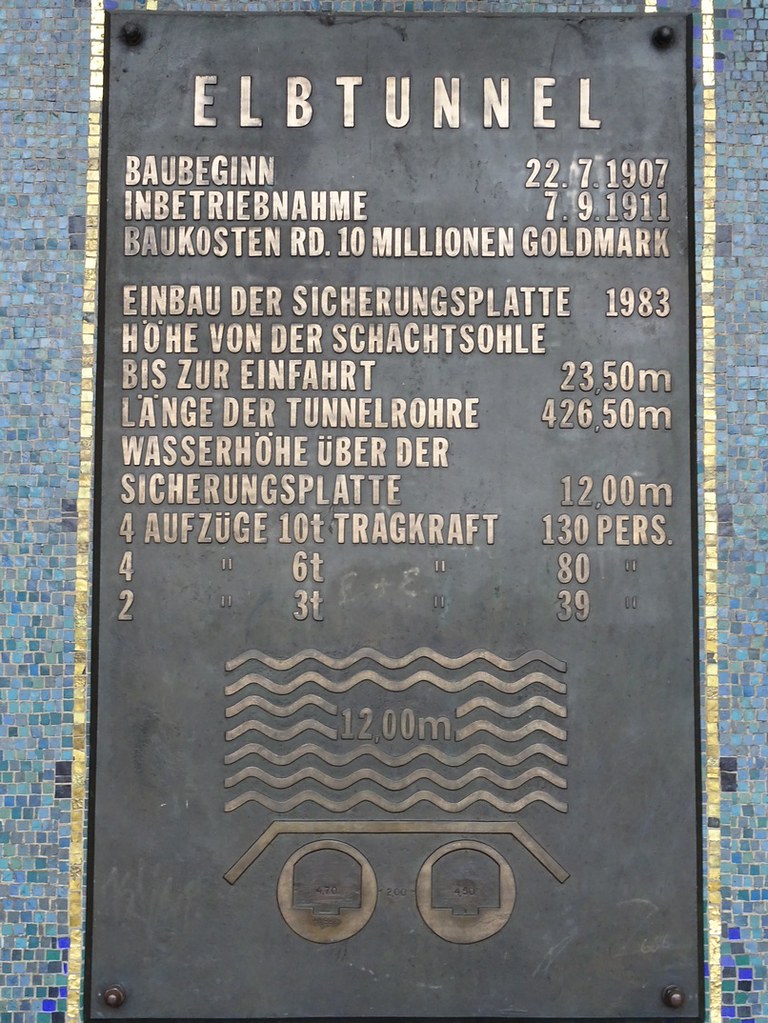 ELBTUNNEL
BAUBEGINN 22.7.1907
INBETRIEBNAHME 7.9.1911
BAUKOSTEN RD. 10 MILLIONEN GOLDMARK
EINBAU DER SICHERUNGSPLATTE 1983
HÖHE VON DER SCHACHTSOHLE
BIS ZUR EINFAHRT 23,50m
LÄNGE DER TUNNELROHRE 426,50m
WASSERHÖHE ÜBER DER
SICHERUNGSPLATTE 12,00m
4 AUFZÜGE 10t TRAGKRAFT 130 PERS.
4 " 6t " 80 "
2 " 3t " 39 "
12,00m
470